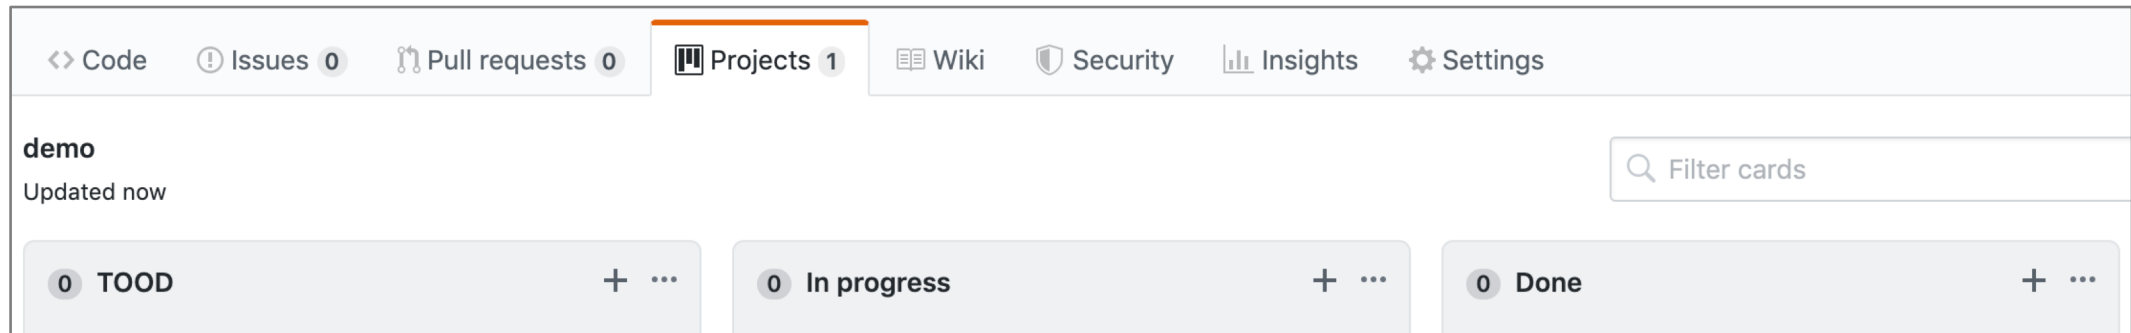 Code Issues 0 Pull requests 0 Projects 1 Wiki Security Insights Settings
demo
Filter cards
Updated now
0 TOOD + ... 0 In progress + ... 0 Done + ...